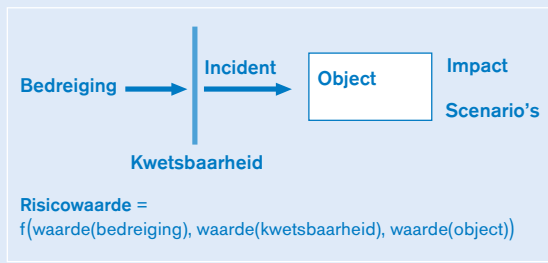 Bedreiging
Incident
Object
Impact
Scenario's
Kwetsbaarheid
Risicowaarde =
f(waarde(bedreiging), waarde(kwetsbaarheid), waarde(object))